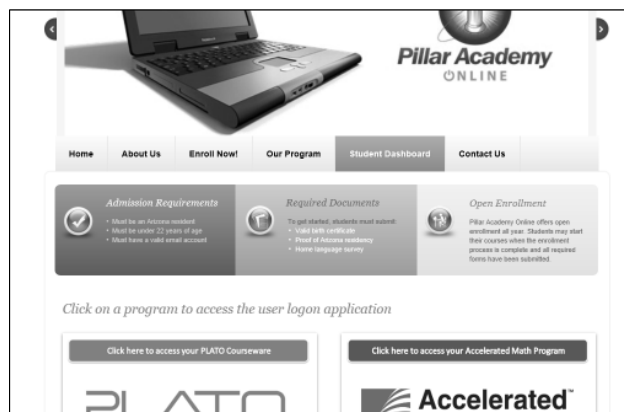 Pillar Academy
ONLINE
Home About Us Enroll Now! Our Program Student Dashboard Contact Us
Admission Requirements
• Must be an Arizona resident
• Must be under 22 years of age
• Must have a valid email account
Required Documents
To get started, students must submit:
• Valid birth certificate
• Proof of Arizona residency
• Home language survey
Open Enrollment
Pillar Academy Online offers open
enrollment all year. Students may start
their courses when the enrollment
process is complete and all required
forms have been submitted.
Click on a program to access the user logon application
Click here to access your PLATO Courseware
PLATO
Click here to access your Accelerated Math Program
Accelerated™